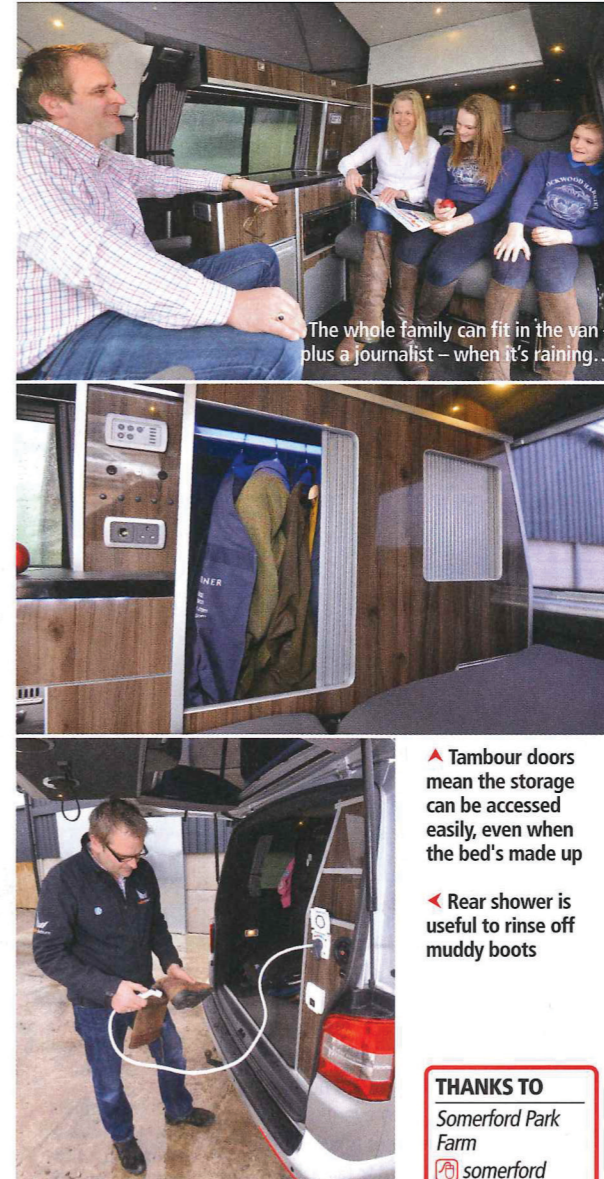 The whole family can fit in the van
plus a journalist – when it's raining..
INER
Tambour doors
mean the storage
can be accessed
easily, even when
the bed's made up
Rear shower is
useful to rinse off
muddy boots
THANKS TO
Somerford Park
Farm
somerford